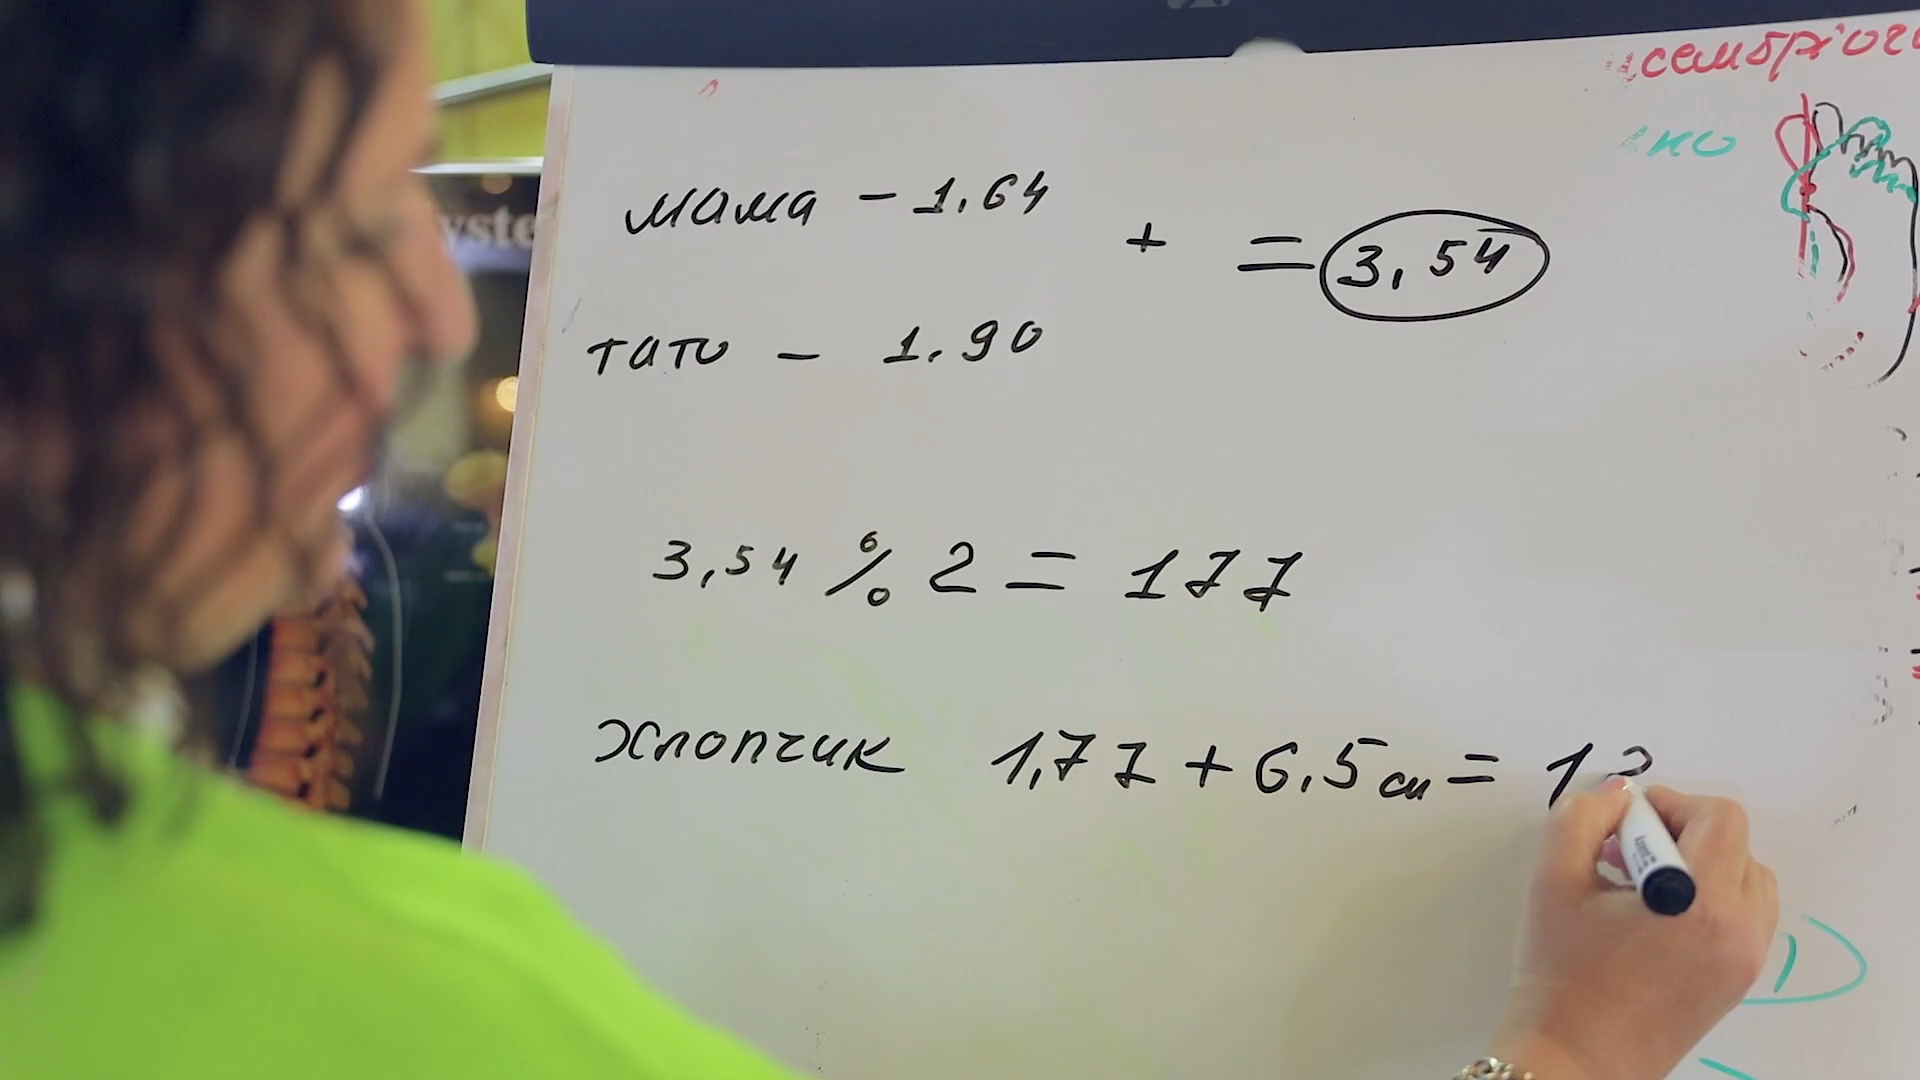 мама - 1.64
+ = 3,54
тато - 1.90
3,54 % 2 = 177
Хлопчик 1,77 + 6,5 см = 1